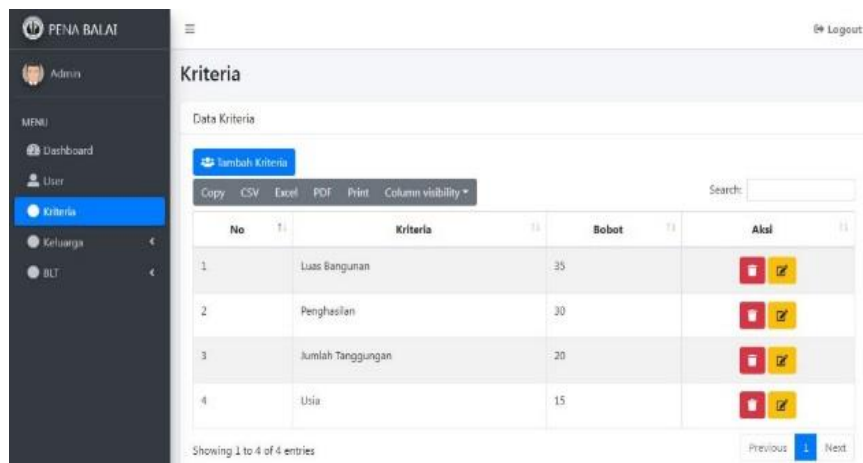 PENA BALAI
Logout
Admin
Kriteria
MENU
Data Kriteria
Dashboard
Tambah Kriteria
User
Copy CSV Excel PDF Print Column visibility
Search:
Kriteria
No Kriteria Bobot Aksi
Keluarga
BLT
1 Luas Bangunan 35
2 Penghasilan 30
3 Jumlah Tanggungan 20
4 Usia 15
Showing 1 to 4 of 4 entries
Previous 1 Next